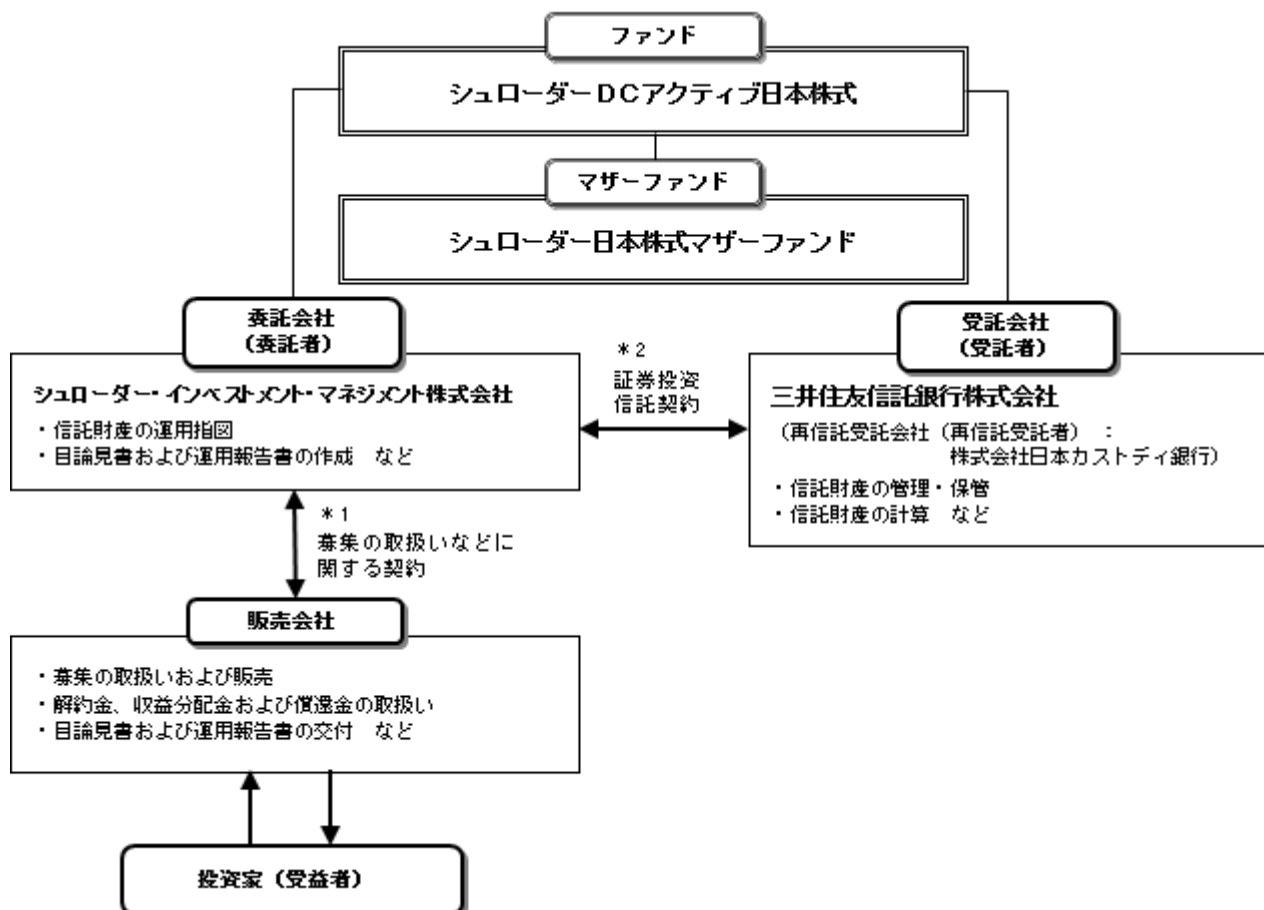 ファンド
シュローダーDCアクティブ日本株式
マザーファンド
シュローダー日本株式マザーファンド
委託会社
(委託者)
シュローダー・インベストメント・マネジメント株式会社
・信託財産の運用指図
・目論見書および運用報告書の作成 など
*2
証券投資
信託契約
受託会社
(受託者)
三井住友信託銀行株式会社
(再信託受託会社(再信託受託者) :
株式会社日本カストディ銀行)
・信託財産の管理・保管
・信託財産の計算 など
*1
募集の取扱いなどに
関する契約
販売会社
・募集の取扱いおよび販売
・解約金、収益分配金および償還金の取扱い
・目論見書および運用報告書の交付 など
投資家(受益者)